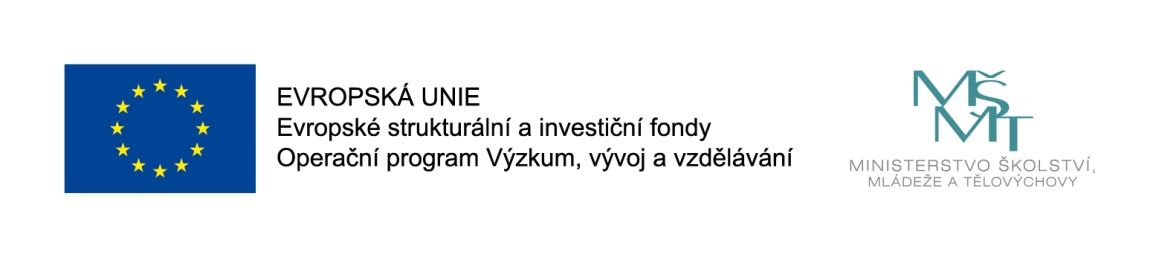 EVROPSKÁ UNIE
Evropské strukturální a investiční fondy
Operační program Výzkum, vývoj a vzdělávání
MŠMT
MINISTERSTVO ŠKOLSTVÍ,
MLÁDEŽE A TĚLOVÝCHOVY